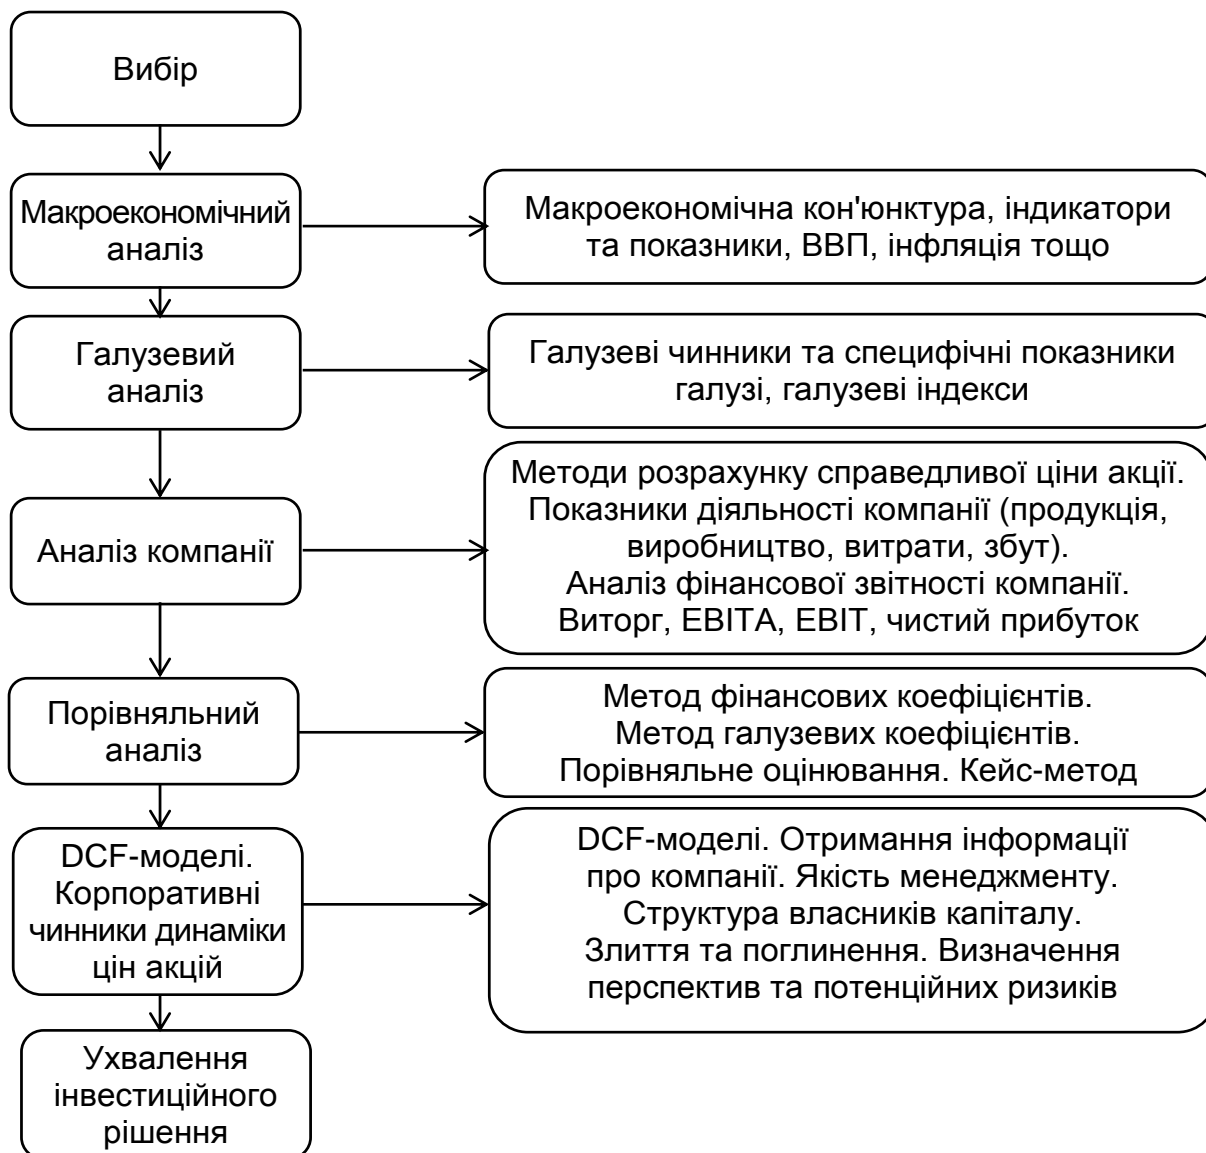 Вибір
Макроекономічний
аналіз
Макроекономічна кон'юнктура, індикатори
та показники, ВВП, інфляція тощо
Галузевий
аналіз
Галузеві чинники та специфічні показники
галузі, галузеві індекси
Аналіз компанії
Методи розрахунку справедливої ціни акції.
Показники діяльності компанії (продукція,
виробництво, витрати, збут).
Аналіз фінансової звітності компанії.
Виторг, EBITA, EBIT, чистий прибуток
Порівняльний
аналіз
Метод фінансових коефіцієнтів.
Метод галузевих коефіцієнтів.
Порівняльне оцінювання. Кейс-метод
DCF-моделі.
Корпоративні
чинники динаміки
цін акцій
DCF-моделі. Отримання інформації
про компанії. Якість менеджменту.
Структура власників капіталу.
Злиття та поглинення. Визначення
перспектив та потенційних ризиків
Ухвалення
інвестиційного
рішення